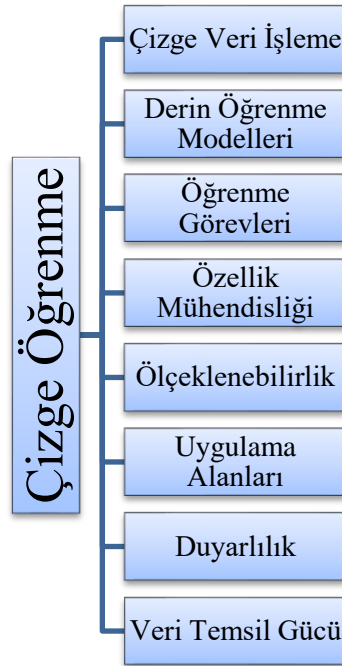 Çizge Öğrenme
Çizge Veri İşleme
Derin Öğrenme
Modelleri
Öğrenme
Görevleri
Özellik
Mühendisliği
Ölçeklenebilirlik
Uygulama
Alanları
Duyarlılık
Veri Temsil Gücü